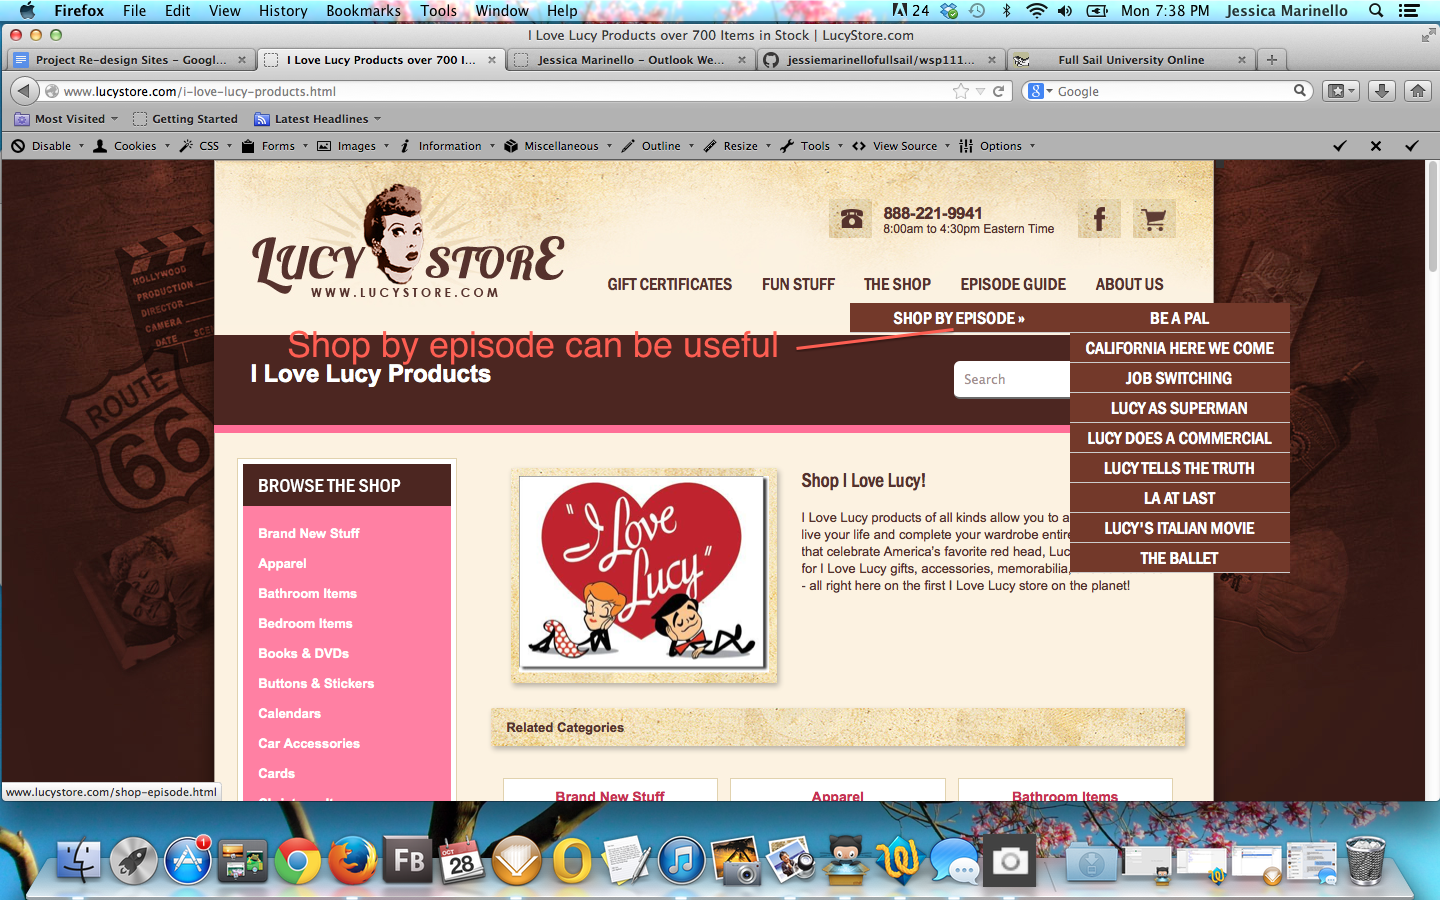 Firefox File Edit View History Bookmarks Tools Window Help 24 Mon 7:38 PM Jessica Marinello
I Love Lucy Products over 700 Items in Stock | LucyStore.com
Project Re-design Sites – Googl... I Love Lucy Products over 700 I... Jessica Marinello – Outlook We... jessiemarinellofullsail/wsp111... Full Sail University Online
www.lucystore.com/i-love-lucy-products.html Google
Most Visited Getting Started Latest Headlines
Disable Cookies CSS Forms Images Information Miscellaneous Outline Resize Tools View Source Options
HOLLYWOOD
PRODUCTION
DIRECTOR
CAMERA
DATE SCENE
ROUTE
66
LUCY STORE
WWW.LUCYSTORE.COM
888-221-9941
8:00am to 4:30pm Eastern Time
GIFT CERTIFICATES FUN STUFF THE SHOP EPISODE GUIDE ABOUT US
SHOP BY EPISODE » BE A PAL
Shop by episode can be useful
CALIFORNIA HERE WE COME
JOB SWITCHING
LUCY AS SUPERMAN
LUCY DOES A COMMERCIAL
LUCY TELLS THE TRUTH
LA AT LAST
LUCY'S ITALIAN MOVIE
THE BALLET
I Love Lucy Products
Search
BROWSE THE SHOP
Brand New Stuff
Apparel
Bathroom Items
Bedroom Items
Books & DVDs
Buttons & Stickers
Calendars
Car Accessories
Cards
"I Love
Lucy"
Shop I Love Lucy!
I Love Lucy products of all kinds allow you to a
live your life and complete your wardrobe entire
that celebrate America's favorite red head, Luc
for I Love Lucy gifts, accessories, memorabilia,
- all right here on the first I Love Lucy store on the planet!
Related Categories
Brand New Stuff Apparel Bathroom Items
www.lucystore.com/shop-episode.html
1
FB
OCT
28